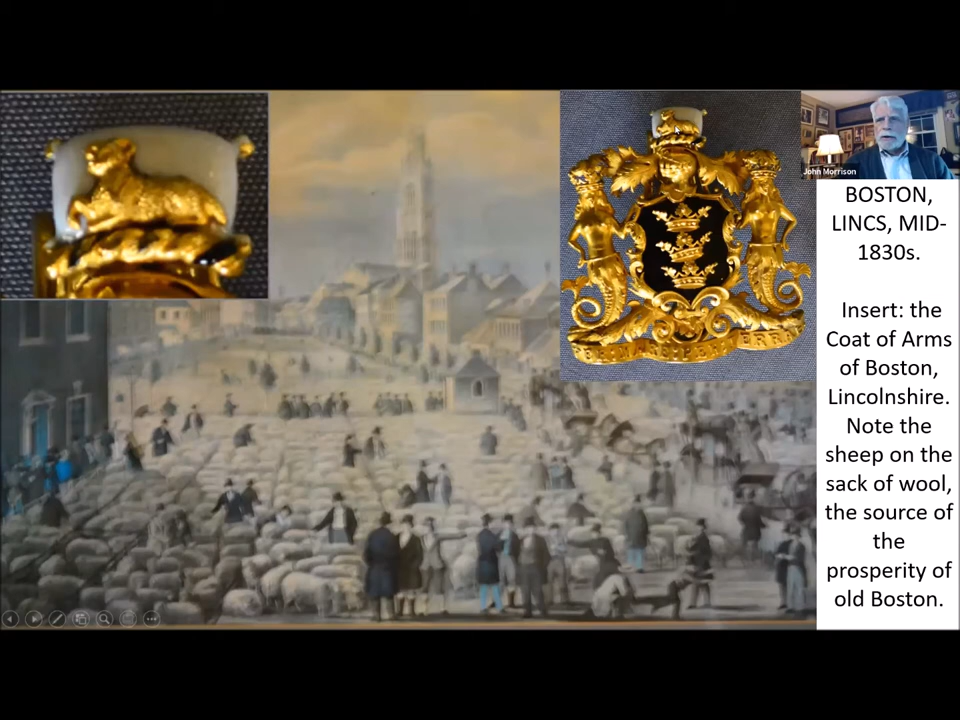 John Morrison
BOSTON,
LINCS, MID-
1830s.
Insert: the
Coat of Arms
of Boston,
Lincolnshire.
Note the
sheep on the
sack of wool,
the source of
the
prosperity of
old Boston.